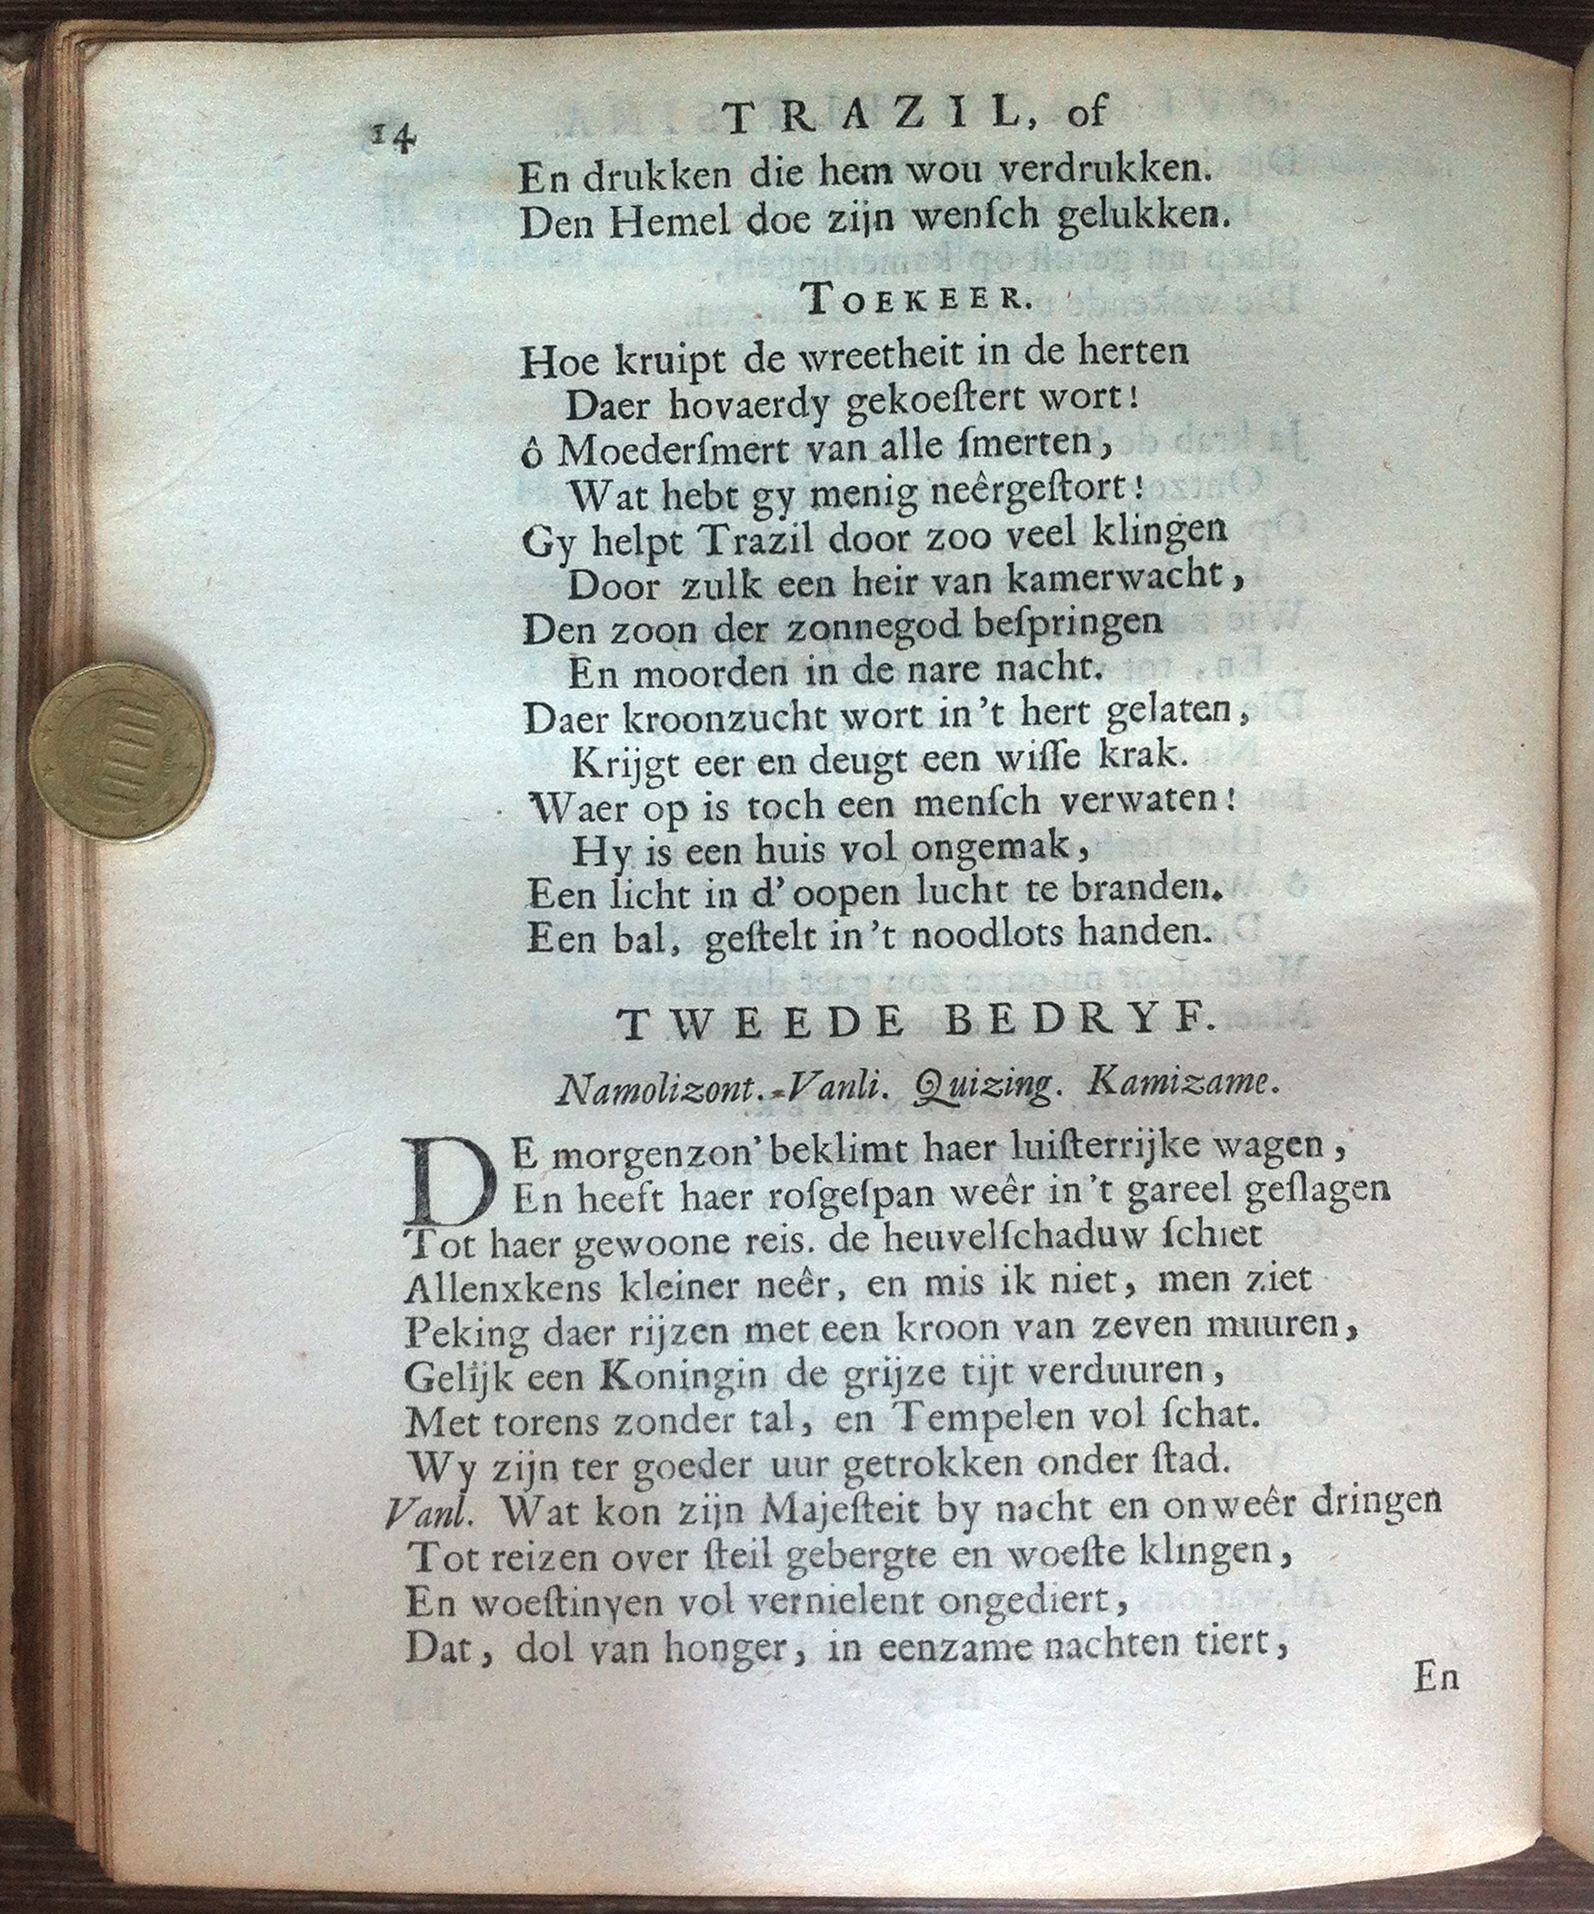 14
TRAZIL, of
En drukken die hem wou verdrukken.
Den Hemel doe zijn wenſch gelukken.
TOEKEER.
Hoe kruipt de wreetheit in de herten
Daer hovaerdy gekoeſtert wort!
ô Moederſmert van alle ſmerten,
Wat hebt gy menig neêrgeſtort!
Gy helpt Trazil door zoo veel klingen
Door zulk een heir van kamerwacht,
Den zoon der zonnegod beſpringen
En moorden in de nare nacht.
Daer kroonzucht wort in't hert gelaten,
Krijgt eer en deugt een wiſſe krak.
Waer op is toch een menſch verwaten!
Hy is een huis vol ongemak,
Een licht in d'oopen lucht te branden.
Een bal, geſtelt in't noodlots handen.
TWEEDE BEDRYF.
Namolizont. Vanli. Quizing. Kamizame.
DE morgenzon' beklimt haer luiſterrijke wagen,
En heeft haer roſgeſpan weêr in't gareel geſlagen
Tot haer gewoone reis. de heuvelſchaduw ſchiet
Allenxkens kleiner neêr, en mis ik niet, men ziet
Peking daer rijzen met een kroon van zeven muuren,
Gelijk een Koningin de grijze tijt verduuren,
Met torens zonder tal, en Tempelen vol ſchat.
Wy zijn ter goeder uur getrokken onder ſtad.
Vanl. Wat kon zijn Majeſteit by nacht en onweêr dringen
Tot reizen over ſteil gebergte en woeſte klingen,
En woeſtinyen vol vernielent ongediert,
Dat, dol van honger, in eenzame nachten tiert,
En